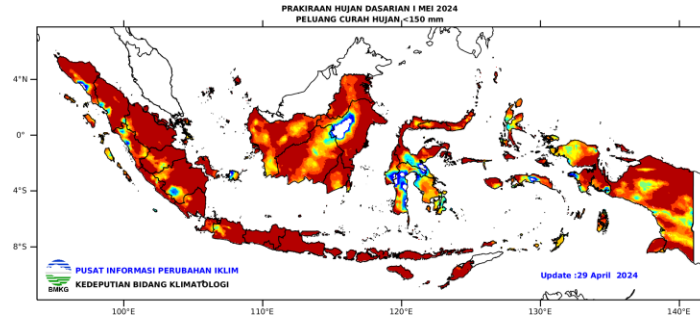 PRAKIRAAN HUJAN DASARIAN I MEI 2024
PELUANG CURAH HUJAN <150 mm
4°N
0°
4°S
8°S
PUSAT INFORMASI PERUBAHAN IKLIM
KEDEPUTIAN BIDANG KLIMATOLOGI
BMKG
Update :29 April 2024
100°E 110°E 120°E 130°E 140°E